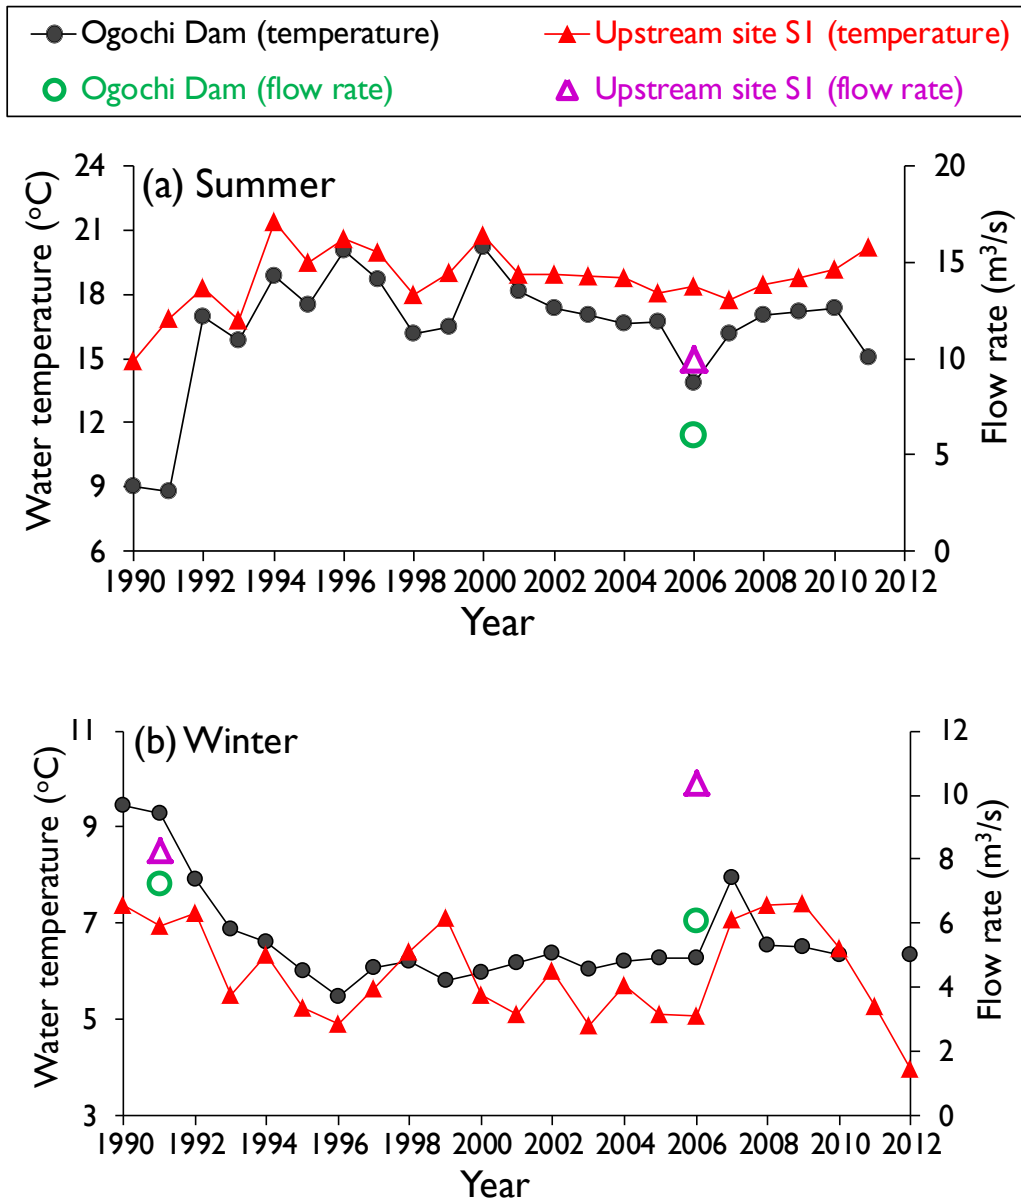 Ogochi Dam (temperature) Upstream site S1 (temperature)
Ogochi Dam (flow rate) Upstream site S1 (flow rate)
(a) Summer
Water temperature (°C)
24
21
18
15
12
9
6
Flow rate (m³/s)
20
15
10
5
0
1990 1992 1994 1996 1998 2000 2002 2004 2006 2008 2010 2012
Year
(b) Winter
Water temperature (°C)
11
9
7
5
3
Flow rate (m³/s)
12
10
8
6
4
2
0
1990 1992 1994 1996 1998 2000 2002 2004 2006 2008 2010 2012
Year